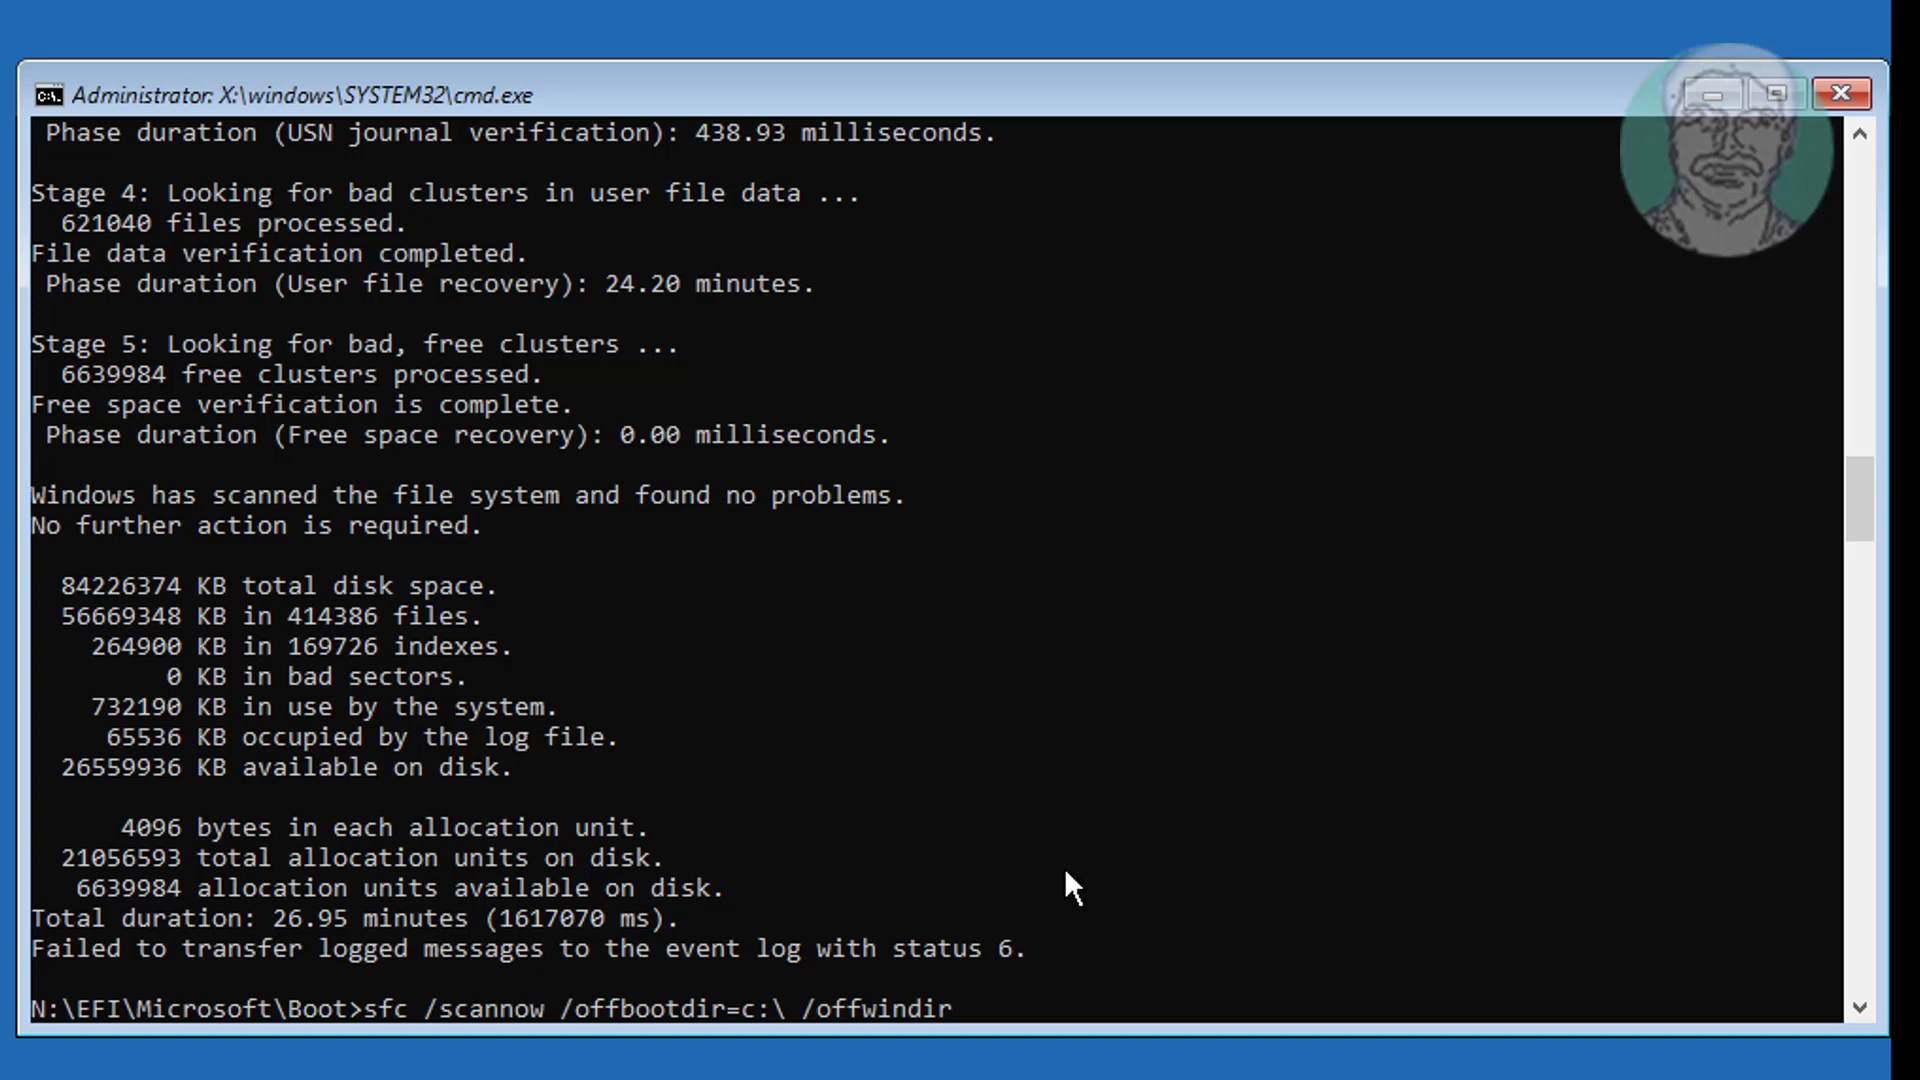 Administrator: X:\windows\SYSTEM32\cmd.exe
Phase duration (USN journal verification): 438.93 milliseconds.
Stage 4: Looking for bad clusters in user file data ...
621040 files processed.
File data verification completed.
Phase duration (User file recovery): 24.20 minutes.
Stage 5: Looking for bad, free clusters ...
6639984 free clusters processed.
Free space verification is complete.
Phase duration (Free space recovery): 0.00 milliseconds.
Windows has scanned the file system and found no problems.
No further action is required.
84226374 KB total disk space.
56669348 KB in 414386 files.
264900 KB in 169726 indexes.
0 KB in bad sectors.
732190 KB in use by the system.
65536 KB occupied by the log file.
26559936 KB available on disk.
4096 bytes in each allocation unit.
21056593 total allocation units on disk.
6639984 allocation units available on disk.
Total duration: 26.95 minutes (1617070 ms).
Failed to transfer logged messages to the event log with status 6.
N:\EFI\Microsoft\Boot>sfc /scannow /offbootdir=c:\ /offwindir